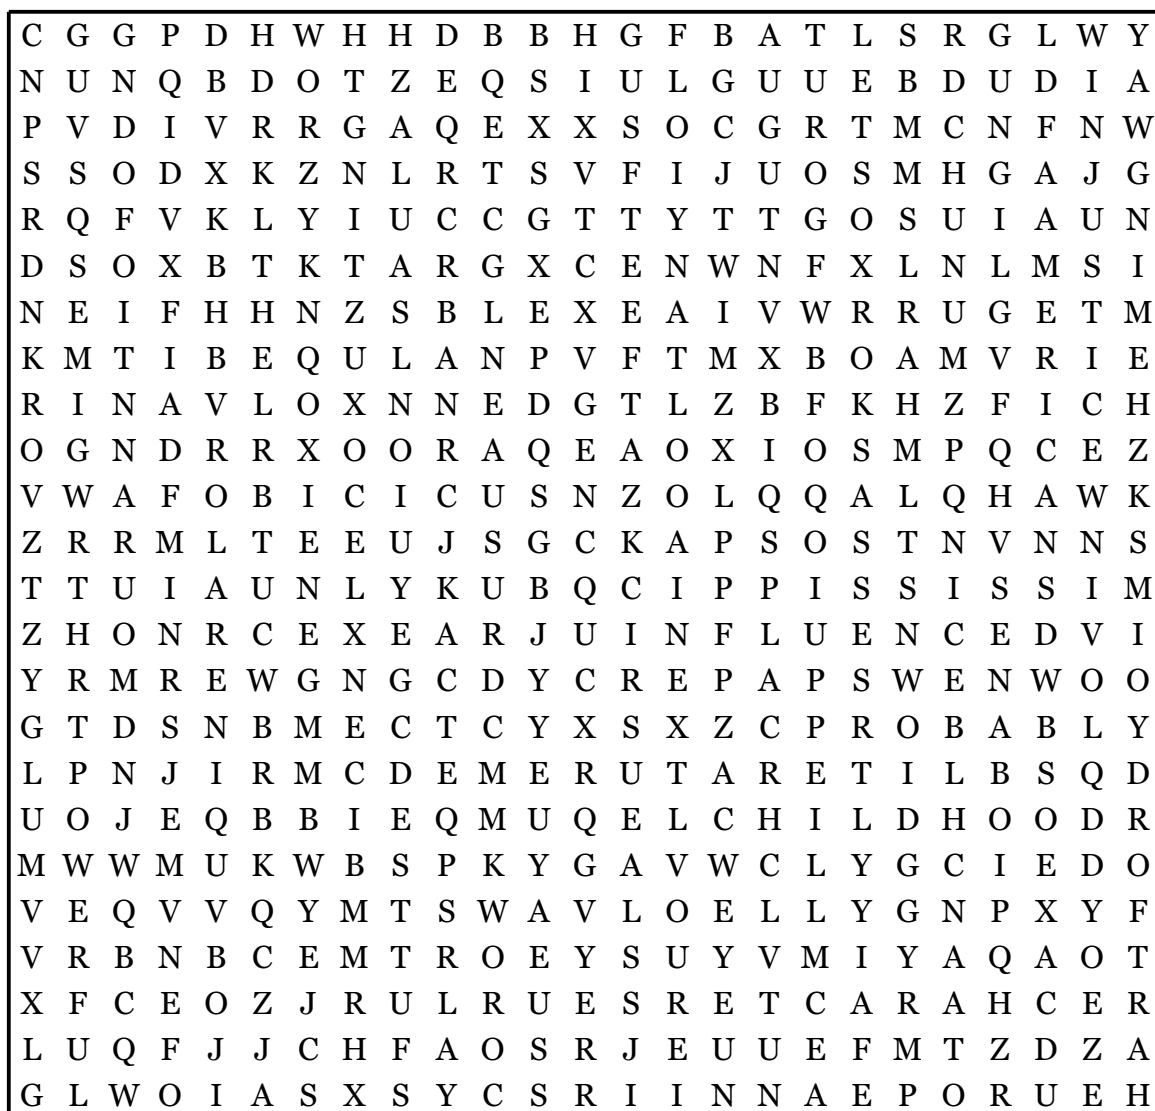 C G G P D H W H H D B B H G F B A T L S R G L W Y
N U N Q B D O T Z E Q S I U L G U U E B D U D I A
P V D I V R R G A Q E X X S O C G R T M C N F N W
S S O D X K Z N L R T S V F I J U O S M H G A J G
R Q F V K L Y I U C C G T T Y T T G O S U I A U N
D S O X B T K T A R G X C E N W N F X L N L M S I
N E I F H H N Z S B L E X E A I V W R R U G E T M
K M T I B E Q U L A N P V F T M X B O A M V R I E
R I N A V L O X N N E D G T L Z B F K H Z F I C H
O G N D R R X O O R A Q E A O X I O S M P Q C E Z
V W A F O B I C I C U S N Z O L Q Q A L Q H A W K
Z R R M L T E E U J S G C K A P S O S T N V N N S
T T U I A U N L Y K U B Q C I P P I S S I S S I M
Z H O N R C E X E A R J U I N F L U E N C E D V I
Y R M R E W G N G C D Y C R E P A P S W E N W O O
G T D S N B M E C T C Y X S X Z C P R O B A B L Y
L P N J I R M C D E M E R U T A R E T I L B S Q D
U O J E Q B B I E Q M U Q E L C H I L D H O O D R
M W W M U K W B S P K Y G A V W C L Y G C I E D O
V E Q V V Q Y M T S W A V L O E L L Y G N P X Y F
V R B N B C E M T R O E Y S U Y V M I Y A Q A O T
X F C E O Z J R U L R U E S R E T C A R A H C E R
L U Q F J J C H F A O S R J E U U E F M T Z D Z A
G L W O I A S X S Y C S R I I N N A E P O R U E H